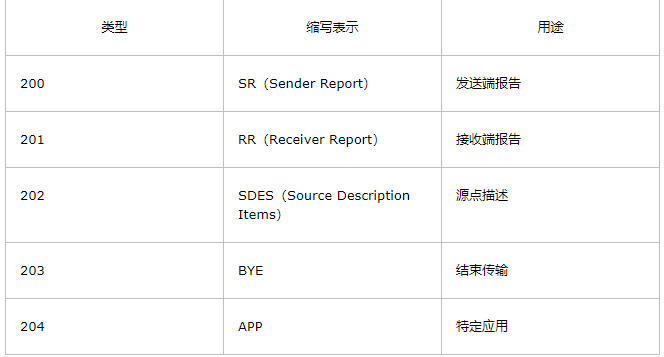 类型 缩写表示 用途
200 SR（Sender Report） 发送端报告
201 RR（Receiver Report） 接收端报告
202 SDES（Source Description Items） 源点描述
203 BYE 结束传输
204 APP 特定应用